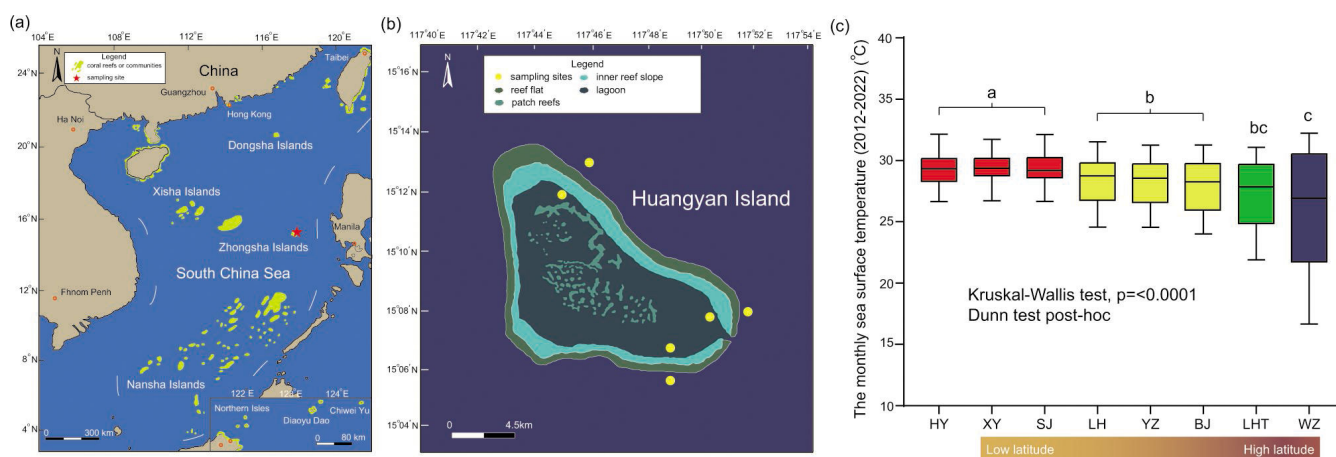 (a)
104°E
108°E
112°E
116°E
120°E
N
Legend
coral reefs or communities
sampling site
China
Taibei
24°N
Guangzhou
Hong Kong
Ha Noi
20°N
Dongsha Islands
Xisha Islands
16°N
Manila
Zhongsha Islands
South China Sea
12°N
Fhnom Penh
8°N
Nansha Islands
122°E
123°E
124°E
Northern Isles
Chiwei Yu
Diaoyu Dao
4°N
0 300 km
0 80 km
(b)
117°40′E
117°42′E
117°44′E
117°46′E
117°48′E
117°50′E
117°52′E
117°54′E
N
15°16′N
Legend
sampling sites
inner reef slope
reef flat
lagoon
patch reefs
15°14′N
15°12′N
Huangyan Island
15°10′N
15°08′N
15°06′N
15°04′N
0 4.5km
(c)
The monthly sea surface temperature (2012-2022) (°C)
35
30
25
20
15
10
a
b
bc
c
Kruskal-Wallis test, p=<0.0001
Dunn test post-hoc
HY XY SJ LH YZ BJ LHT WZ
Low latitude High latitude